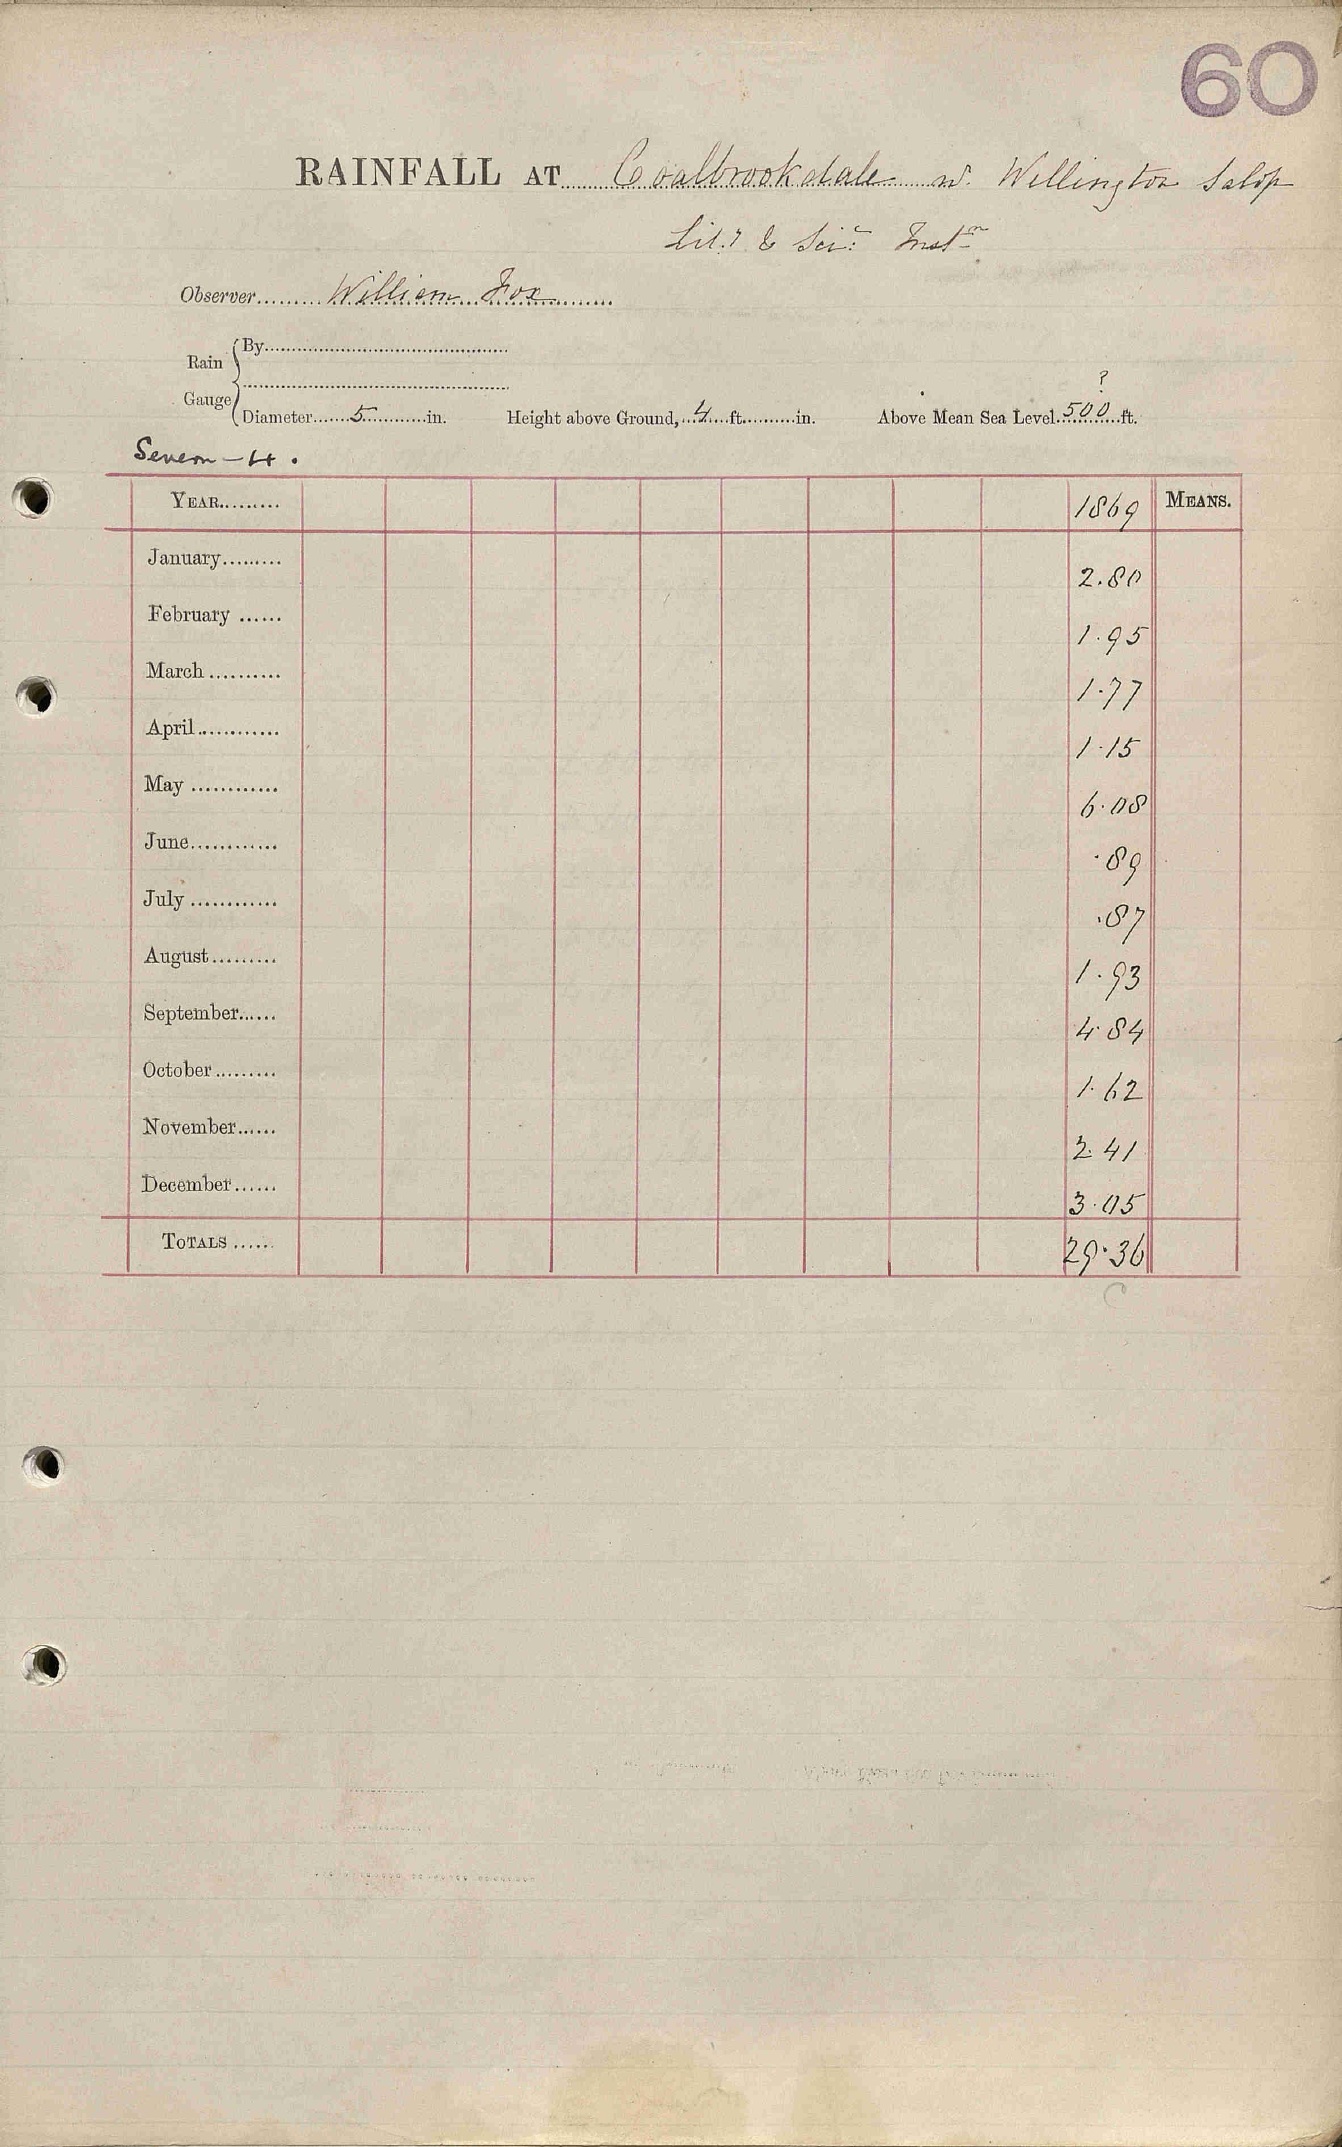 60
RAINFALL AT Coalbrookdale nr. Wellington Salop
Lit.y & Sci.c Inst.n
Observer William Fox
Rain Gauge
By
Diameter 5 in. Height above Ground, 4 ft. in. Above Mean Sea Level 500 ? ft.
Severn – 4.
YEAR 1869 MEANS.
January 2.80
February 1.95
March 1.77
April 1.15
May 6.08
June .89
July .87
August 1.93
September 4.84
October 1.62
November 2.41
December 3.05
TOTALS 29.36
C